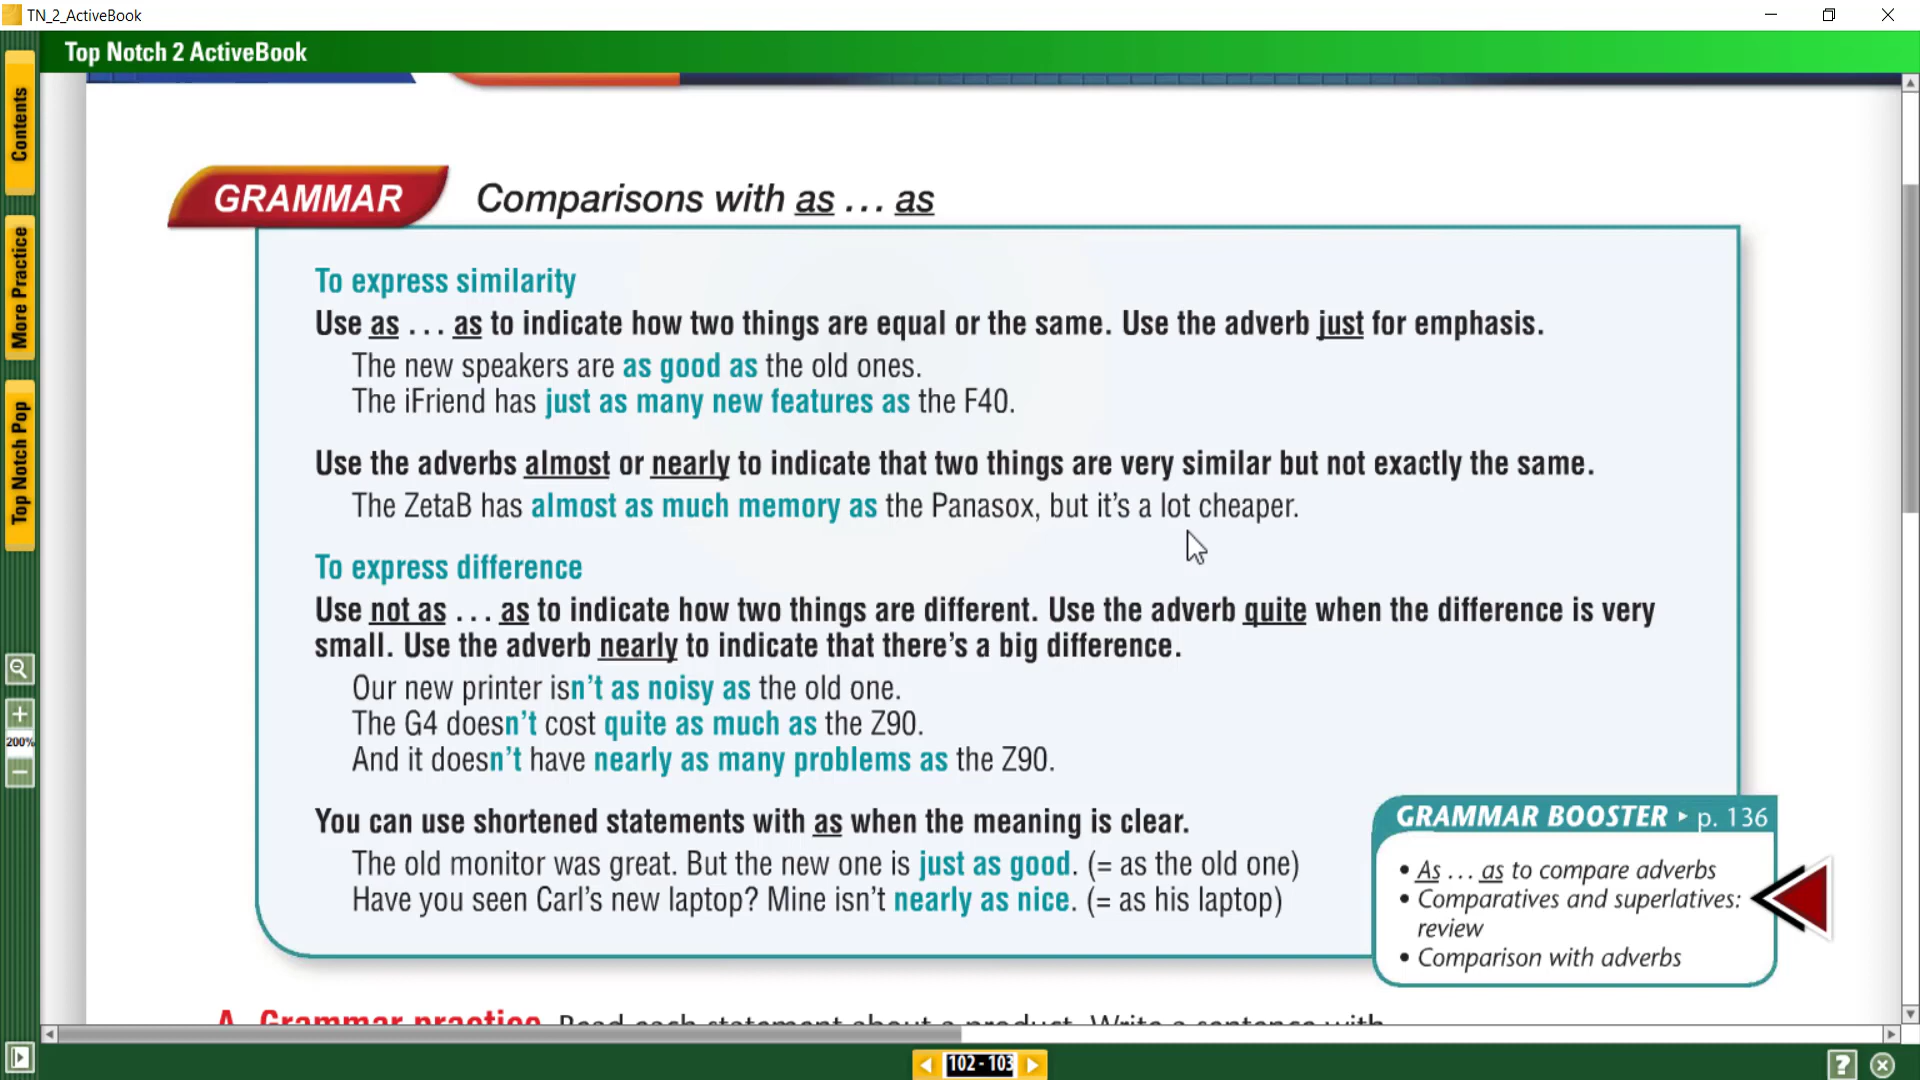 TN_2_ActiveBook
Top Notch 2 ActiveBook
Contents
More Practice
Top Notch Pop
200%
GRAMMAR Comparisons with as ... as
To express similarity
Use as ... as to indicate how two things are equal or the same. Use the adverb just for emphasis.
The new speakers are as good as the old ones.
The iFriend has just as many new features as the F40.
Use the adverbs almost or nearly to indicate that two things are very similar but not exactly the same.
The ZetaB has almost as much memory as the Panasox, but it's a lot cheaper.
To express difference
Use not as ... as to indicate how two things are different. Use the adverb quite when the difference is very
small. Use the adverb nearly to indicate that there's a big difference.
Our new printer isn't as noisy as the old one.
The G4 doesn't cost quite as much as the Z90.
And it doesn't have nearly as many problems as the Z90.
You can use shortened statements with as when the meaning is clear.
The old monitor was great. But the new one is just as good. (= as the old one)
Have you seen Carl's new laptop? Mine isn't nearly as nice. (= as his laptop)
GRAMMAR BOOSTER ▸ p. 136
• As ... as to compare adverbs
• Comparatives and superlatives:
review
• Comparison with adverbs
A Grammar practice Read each statement about a product. Write a sentence with
102 - 103